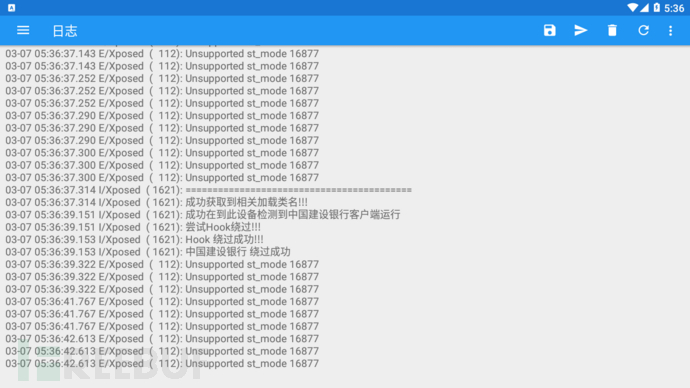 5:36
日志
03-07 05:36:37.143 E/Xposed ( 112): Unsupported st_mode 16877
03-07 05:36:37.143 E/Xposed ( 112): Unsupported st_mode 16877
03-07 05:36:37.252 E/Xposed ( 112): Unsupported st_mode 16877
03-07 05:36:37.252 E/Xposed ( 112): Unsupported st_mode 16877
03-07 05:36:37.252 E/Xposed ( 112): Unsupported st_mode 16877
03-07 05:36:37.290 E/Xposed ( 112): Unsupported st_mode 16877
03-07 05:36:37.290 E/Xposed ( 112): Unsupported st_mode 16877
03-07 05:36:37.290 E/Xposed ( 112): Unsupported st_mode 16877
03-07 05:36:37.300 E/Xposed ( 112): Unsupported st_mode 16877
03-07 05:36:37.300 E/Xposed ( 112): Unsupported st_mode 16877
03-07 05:36:37.300 E/Xposed ( 112): Unsupported st_mode 16877
03-07 05:36:37.314 I/Xposed ( 1621): ==========================================
03-07 05:36:37.314 I/Xposed ( 1621): 成功获取到相关加载类名!!!
03-07 05:36:39.151 I/Xposed ( 1621): 成功在到此设备检测到中国建设银行客户端运行
03-07 05:36:39.151 I/Xposed ( 1621): 尝试Hook绕过!!!
03-07 05:36:39.153 I/Xposed ( 1621): Hook 绕过成功!!!
03-07 05:36:39.153 I/Xposed ( 1621): 中国建设银行 绕过成功
03-07 05:36:39.322 E/Xposed ( 112): Unsupported st_mode 16877
03-07 05:36:39.322 E/Xposed ( 112): Unsupported st_mode 16877
03-07 05:36:39.322 E/Xposed ( 112): Unsupported st_mode 16877
03-07 05:36:41.767 E/Xposed ( 112): Unsupported st_mode 16877
03-07 05:36:41.767 E/Xposed ( 112): Unsupported st_mode 16877
03-07 05:36:41.767 E/Xposed ( 112): Unsupported st_mode 16877
03-07 05:36:42.613 E/Xposed ( 112): Unsupported st_mode 16877
03-07 05:36:42.613 E/Xposed ( 112): Unsupported st_mode 16877
03-07 05:36:42.613 E/Xposed ( 112): Unsupported st_mode 16877